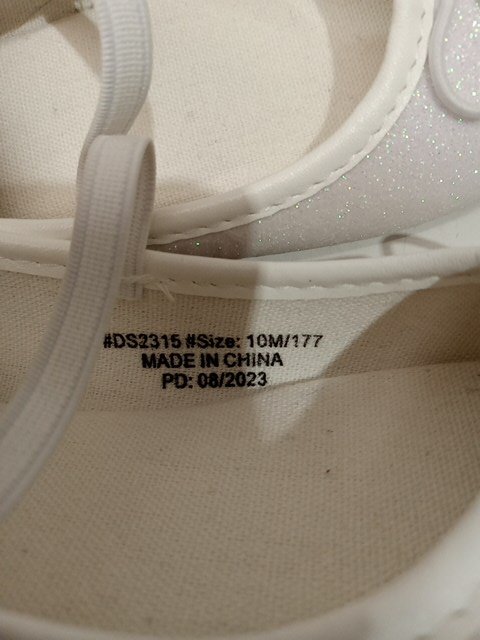 #DS2315 #Size: 10M/177
MADE IN CHINA
PD: 08/2023